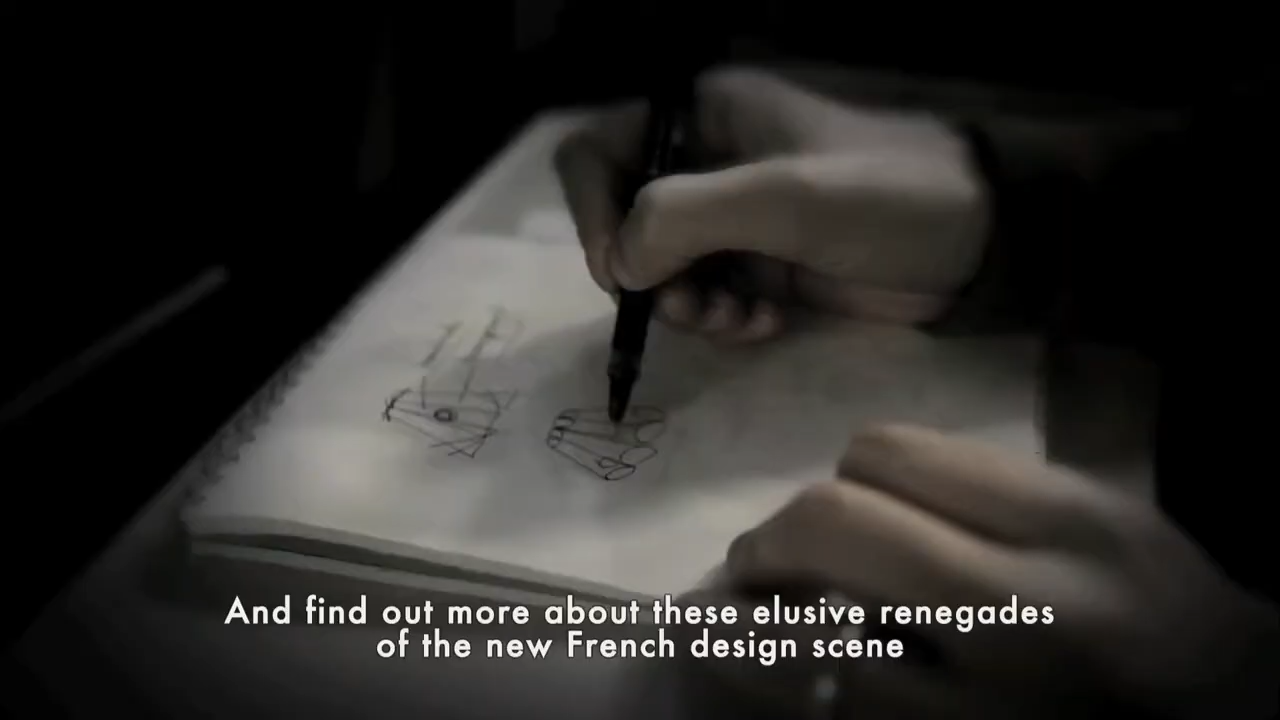 And find out more about these elusive renegades
of the new French design scene